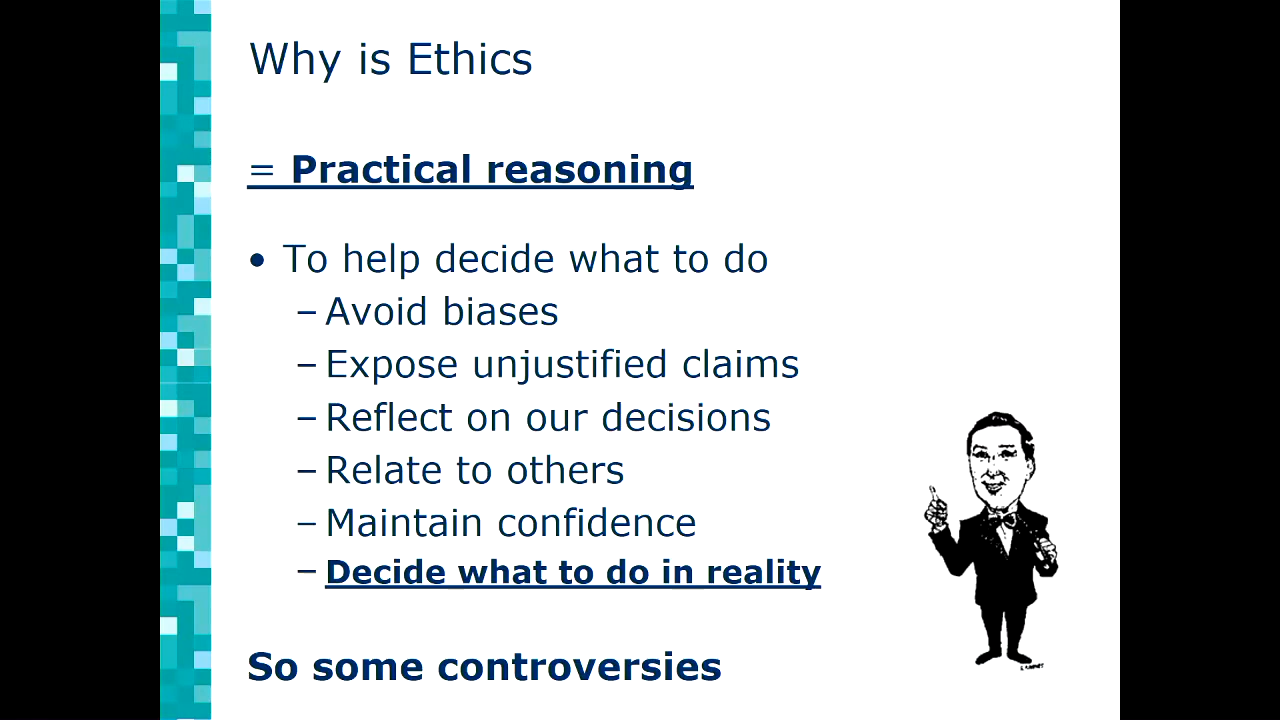 Why is Ethics
= Practical reasoning
• To help decide what to do
– Avoid biases
– Expose unjustified claims
– Reflect on our decisions
– Relate to others
– Maintain confidence
– Decide what to do in reality
So some controversies